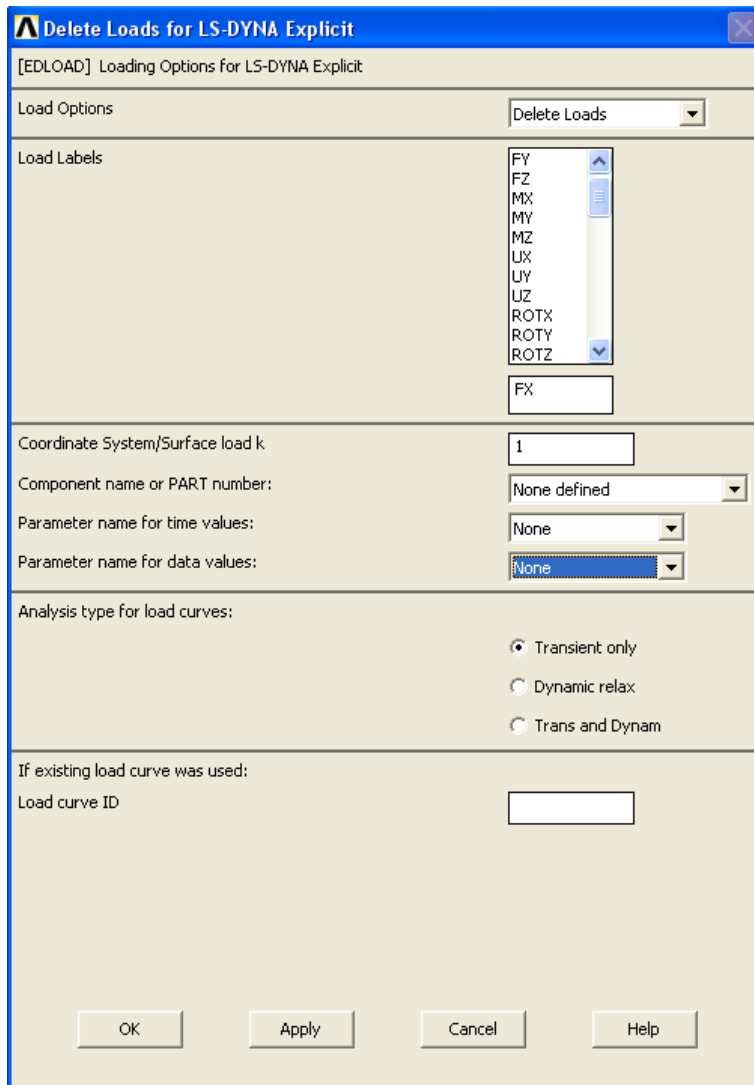 Delete Loads for LS-DYNA Explicit
[EDLOAD] Loading Options for LS-DYNA Explicit
Load Options
Delete Loads
Load Labels
FY
FZ
MX
MY
MZ
UX
UY
UZ
ROTX
ROTY
ROTZ
FX
Coordinate System/Surface load k
1
Component name or PART number:
None defined
Parameter name for time values:
None
Parameter name for data values:
None
Analysis type for load curves:
Transient only
Dynamic relax
Trans and Dynam
If existing load curve was used:
Load curve ID
OK
Apply
Cancel
Help